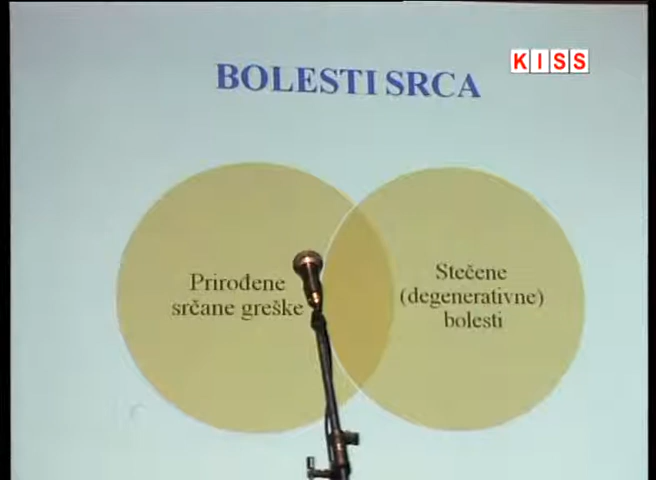 KISS
BOLESTI SRCA
Prirođene
srčane greške
Stečene
(degenerativne)
bolesti